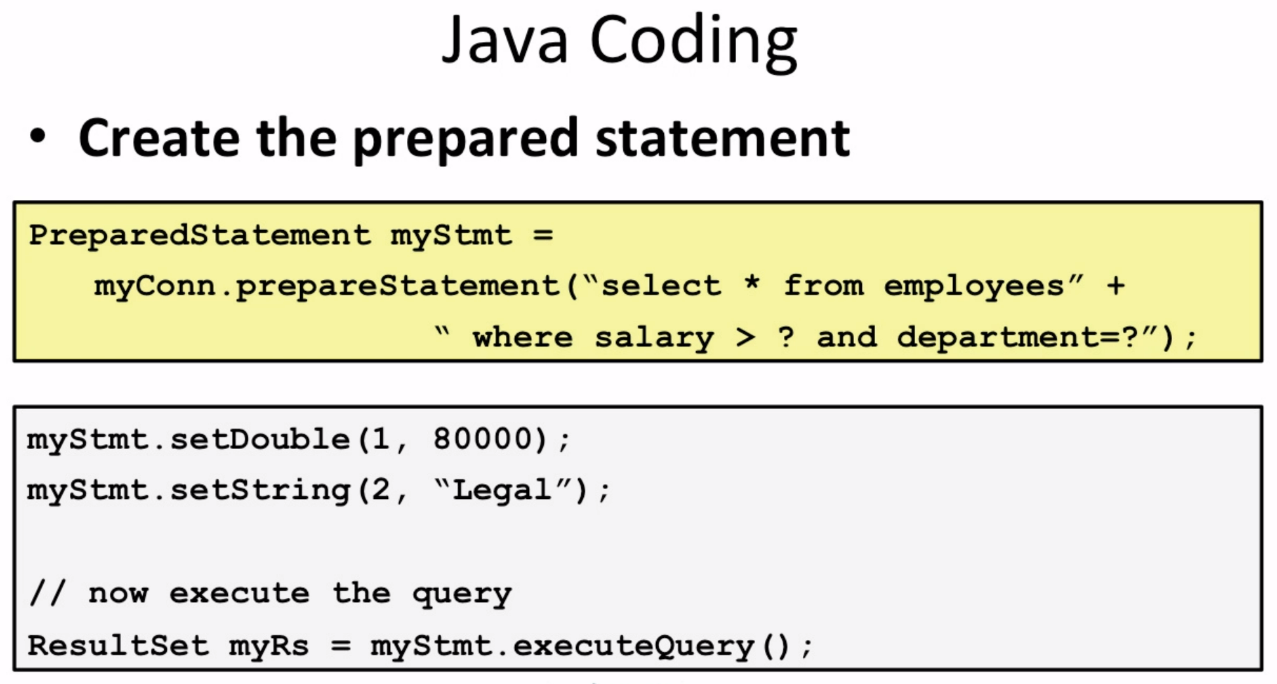 Java Coding
• Create the prepared statement
PreparedStatement myStmt =
myConn.prepareStatement(“select * from employees” +
“ where salary > ? and department=?”);
myStmt.setDouble(1, 80000);
myStmt.setString(2, “Legal”);
// now execute the query
ResultSet myRs = myStmt.executeQuery();